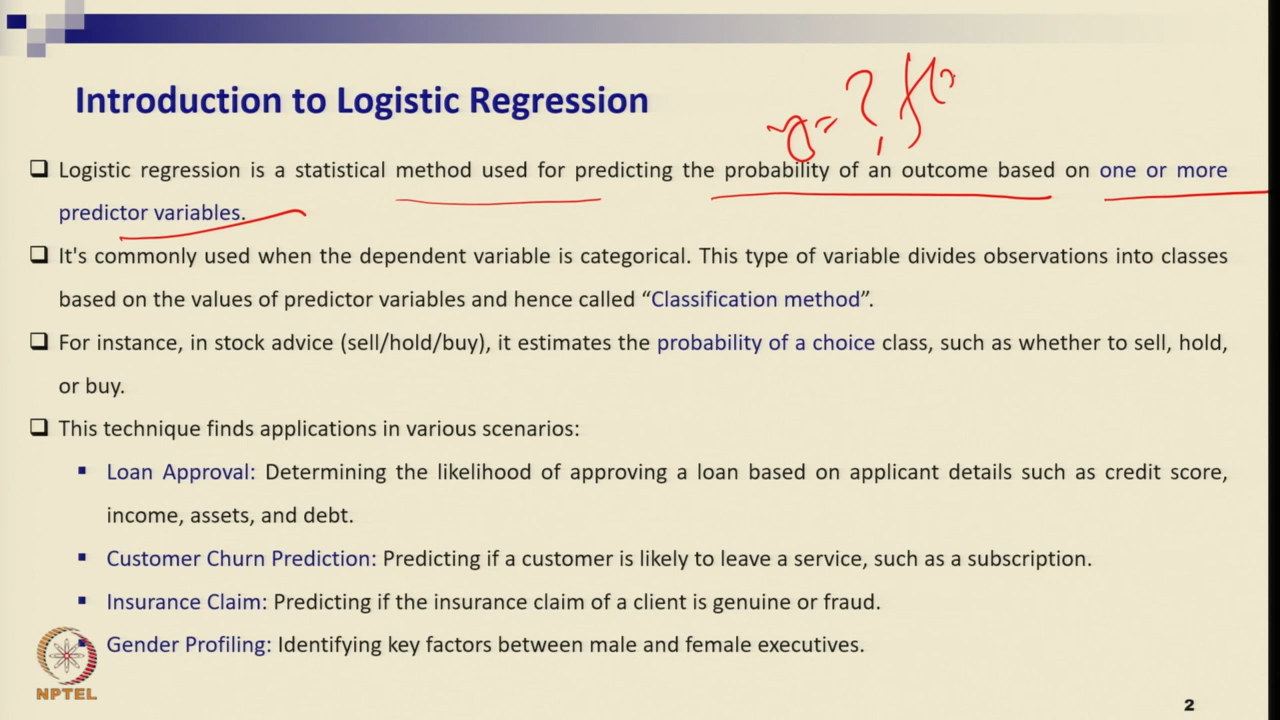 Introduction to Logistic Regression
y = ? f(x
❑ Logistic regression is a statistical method used for predicting the probability of an outcome based on one or more
predictor variables.
❑ It's commonly used when the dependent variable is categorical. This type of variable divides observations into classes
based on the values of predictor variables and hence called “Classification method”.
❑ For instance, in stock advice (sell/hold/buy), it estimates the probability of a choice class, such as whether to sell, hold,
or buy.
❑ This technique finds applications in various scenarios:
▪ Loan Approval: Determining the likelihood of approving a loan based on applicant details such as credit score,
income, assets, and debt.
▪ Customer Churn Prediction: Predicting if a customer is likely to leave a service, such as a subscription.
▪ Insurance Claim: Predicting if the insurance claim of a client is genuine or fraud.
▪ Gender Profiling: Identifying key factors between male and female executives.
NPTEL
2